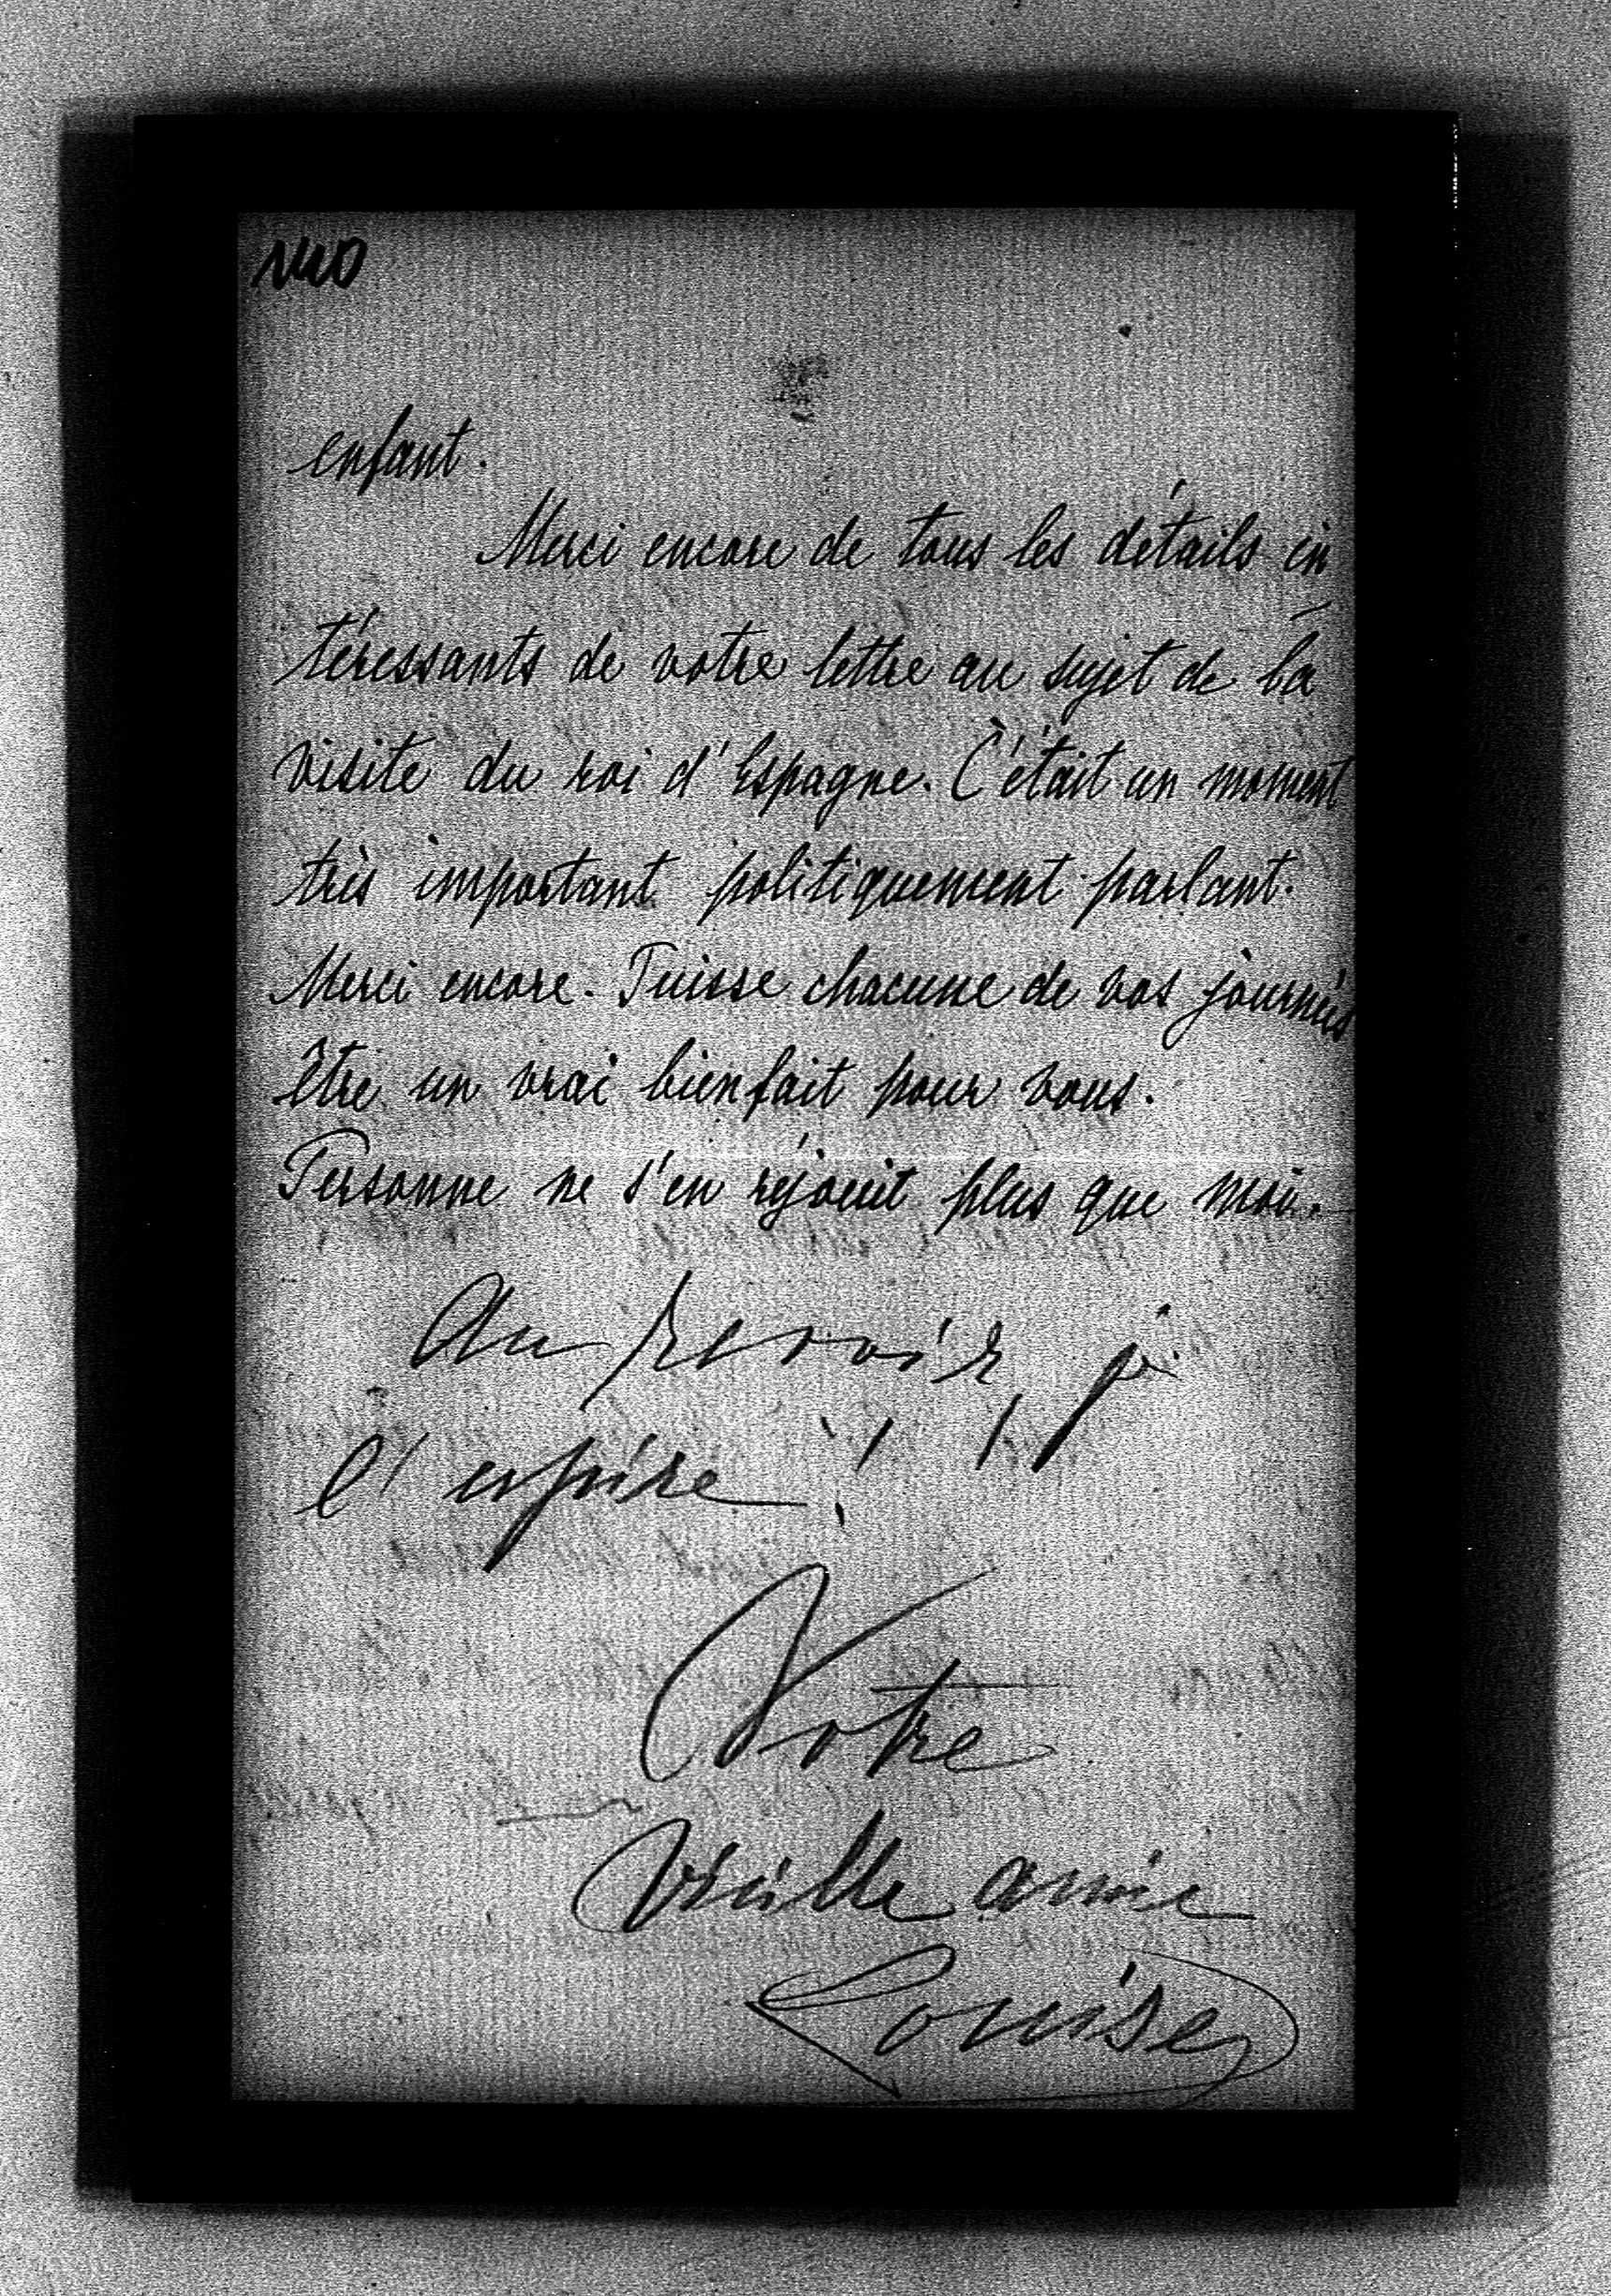 enfant.
Merci encore de tous les détails in
téressants de votre lettre au sujet de la
visite du roi d'Espagne. C'était un moment
très important politiquement parlant.
Merci encore. Puisse chacune de vos journées
être un vrai bienfait pour vous.
Personne ne s'en réjouit plus que moi.
Au revoir, je
l'espère!
Votre
vieille amie
Louise